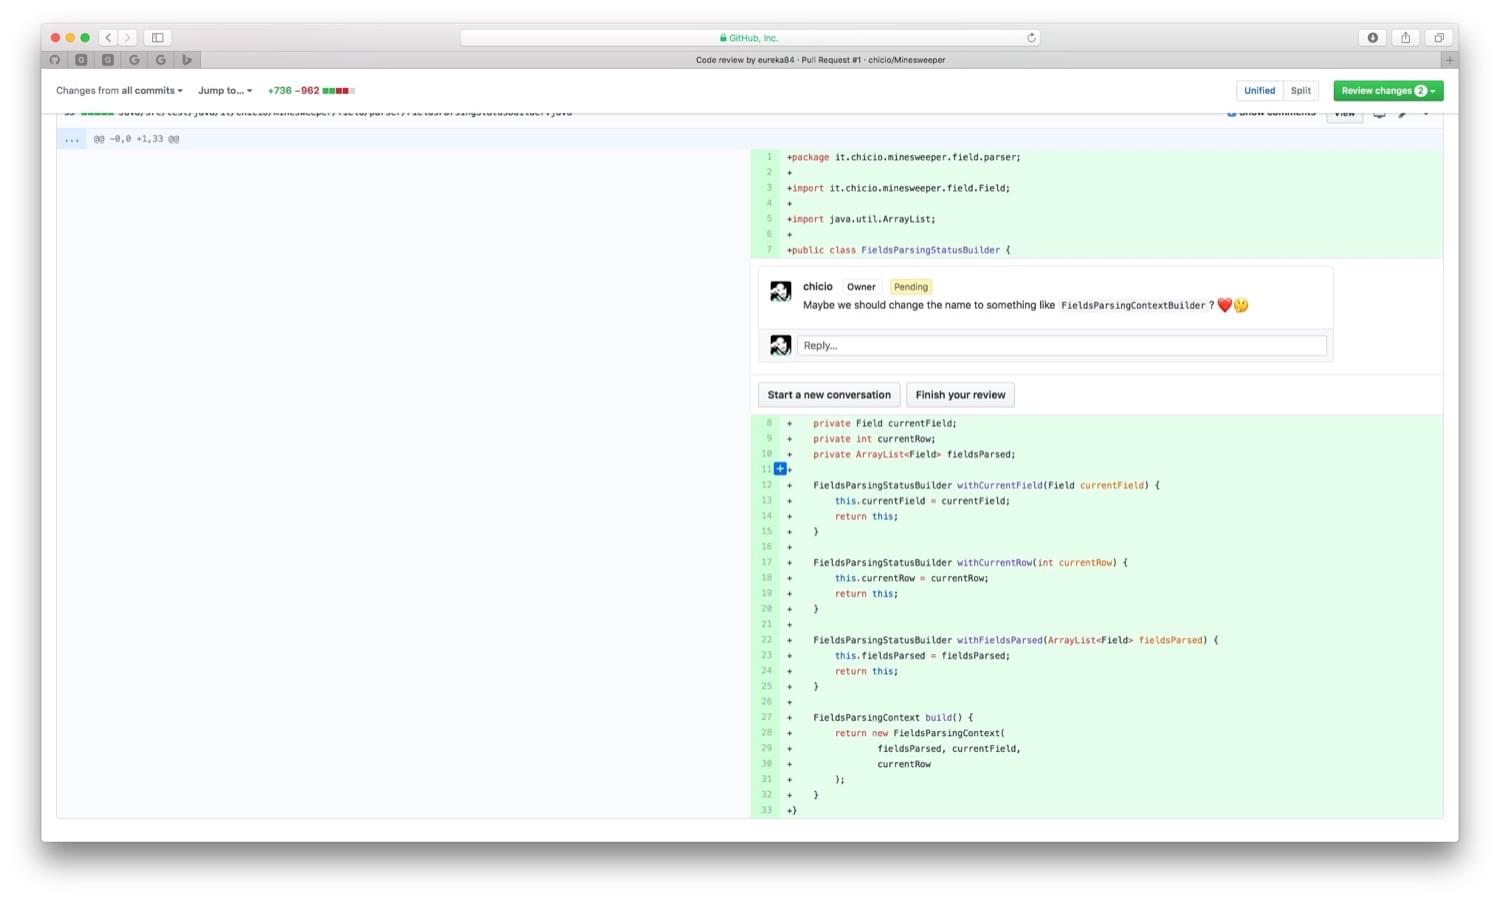 GitHub, Inc.
Code review by eureka84 · Pull Request #1 · chicio/Minesweeper
Changes from all commits
Jump to...
+736 −962
Unified
Split
Review changes 2
Show comments
View
...
@@ -0,0 +1,33 @@
1 +package it.chicio.minesweeper.field.parser;
2 +
3 +import it.chicio.minesweeper.field.Field;
4 +
5 +import java.util.ArrayList;
6 +
7 +public class FieldsParsingStatusBuilder {
chicio Owner Pending
Maybe we should change the name to something like FieldsParsingContextBuilder ? ❤️🤔
Reply...
Start a new conversation
Finish your review
8 + private Field currentField;
9 + private int currentRow;
10 + private ArrayList<Field> fieldsParsed;
11 +
12 + FieldsParsingStatusBuilder withCurrentField(Field currentField) {
13 + this.currentField = currentField;
14 + return this;
15 + }
16 +
17 + FieldsParsingStatusBuilder withCurrentRow(int currentRow) {
18 + this.currentRow = currentRow;
19 + return this;
20 + }
21 +
22 + FieldsParsingStatusBuilder withFieldsParsed(ArrayList<Field> fieldsParsed) {
23 + this.fieldsParsed = fieldsParsed;
24 + return this;
25 + }
26 +
27 + FieldsParsingContext build() {
28 + return new FieldsParsingContext(
29 + fieldsParsed, currentField,
30 + currentRow
31 + );
32 + }
33 +}